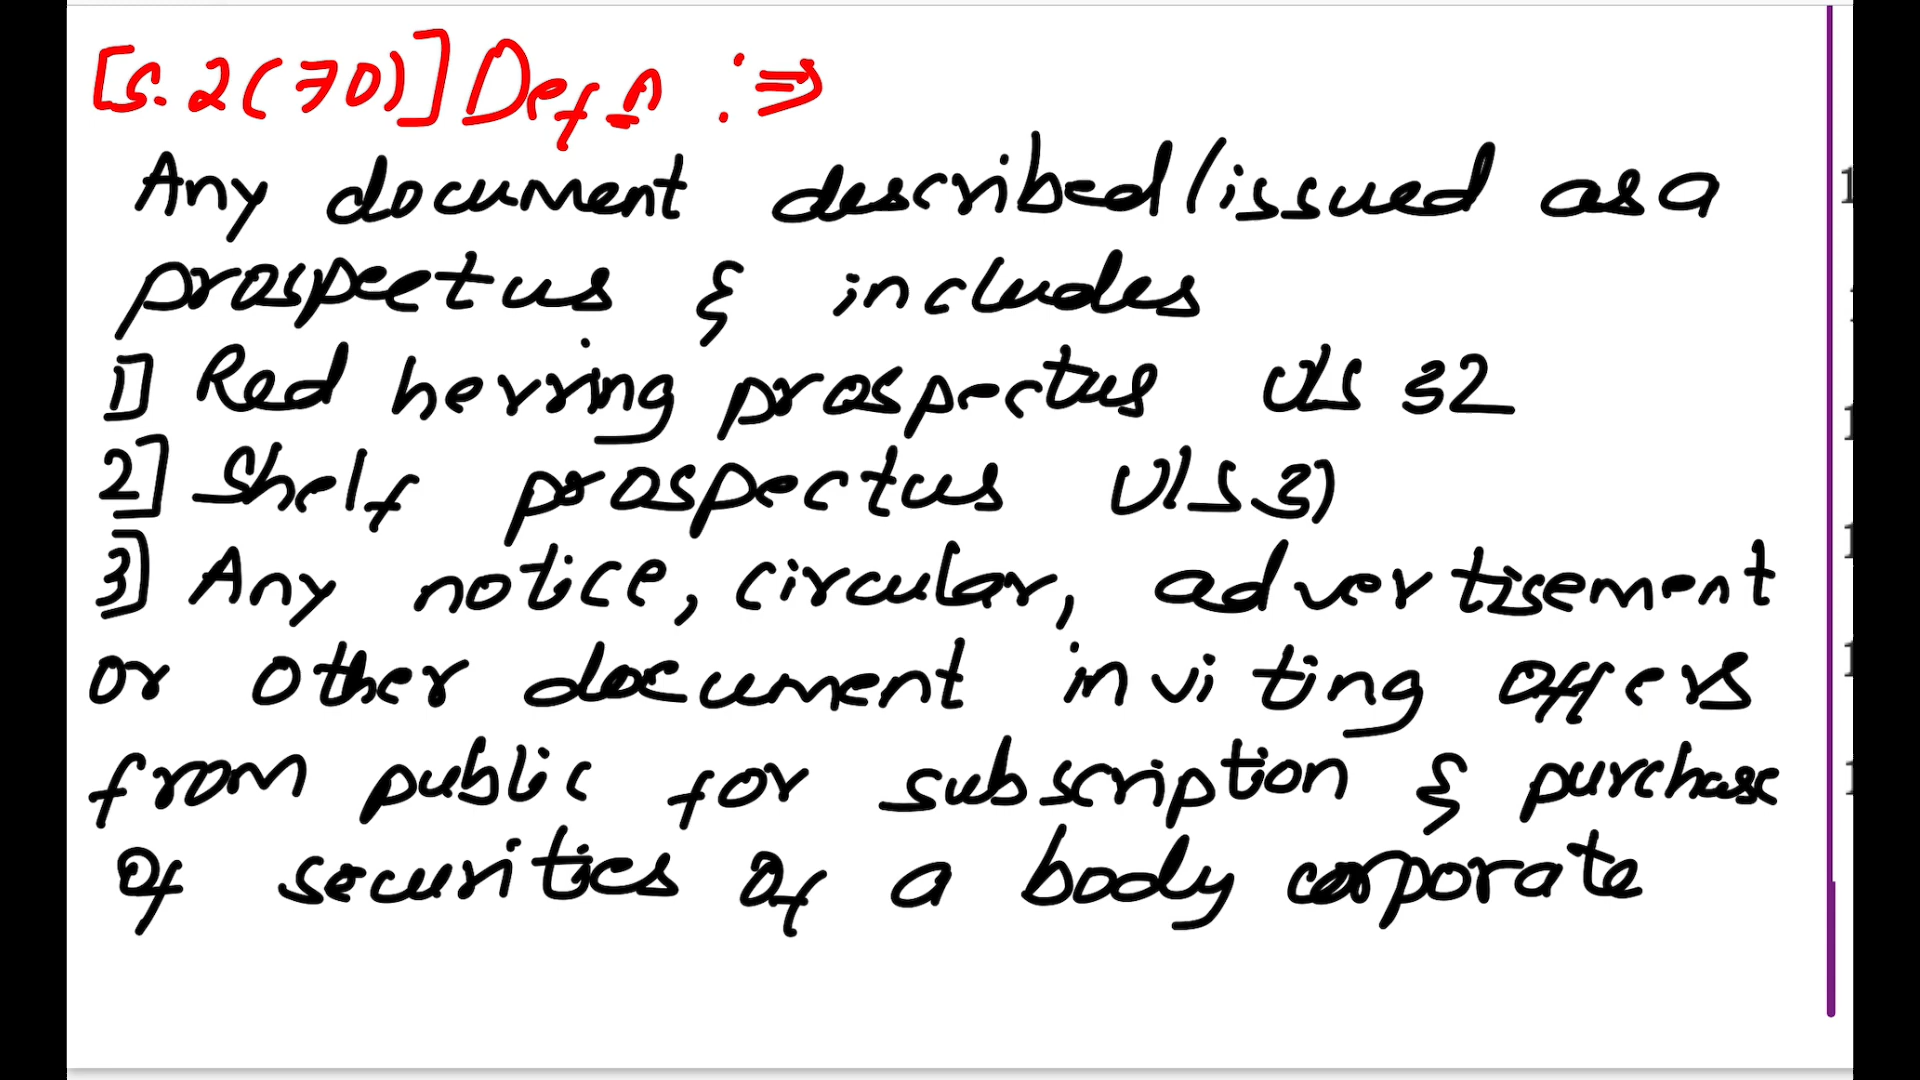 [S. 2(70)] Defn :⇒
Any document described/issued as a
prospectus & includes
1] Red herring prospectus U/S 32
2] Shelf prospectus U/S 31
3] Any notice, circular, advertisement
or other document inviting offers
from public for subscription & purchase
of securities of a body corporate